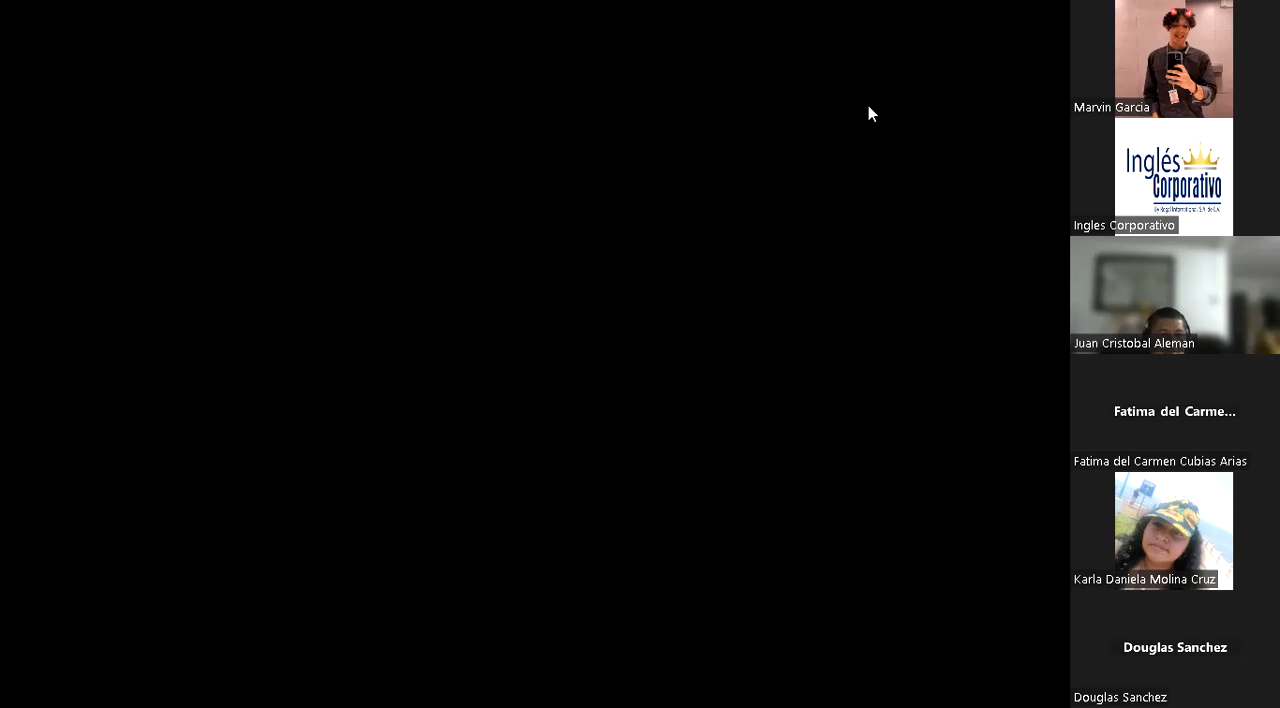 Marvin Garcia
Inglés
Corporativo
Ingles Corporativo
Juan Cristobal Aleman
Fatima del Carme...
Fatima del Carmen Cubias Arias
Karla Daniela Molina Cruz
Douglas Sanchez
Douglas Sanchez